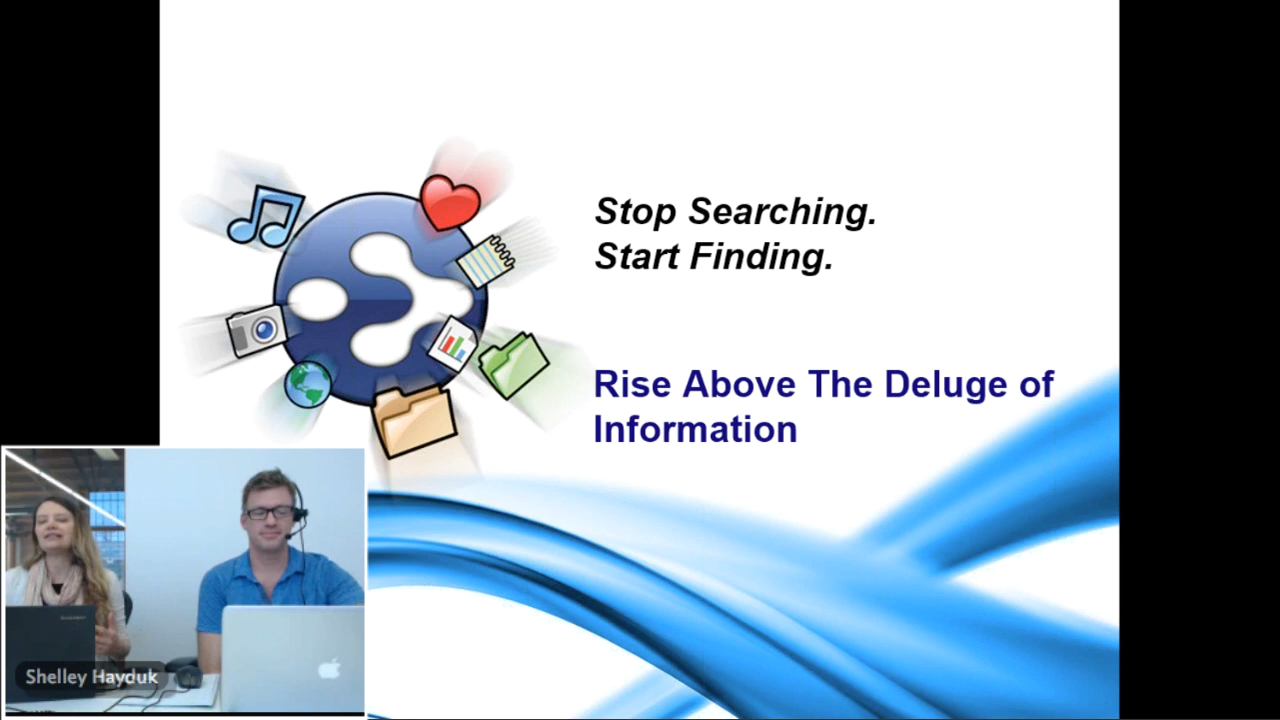 Stop Searching.
Start Finding.
Rise Above The Deluge of
Information
Shelley Hayduk